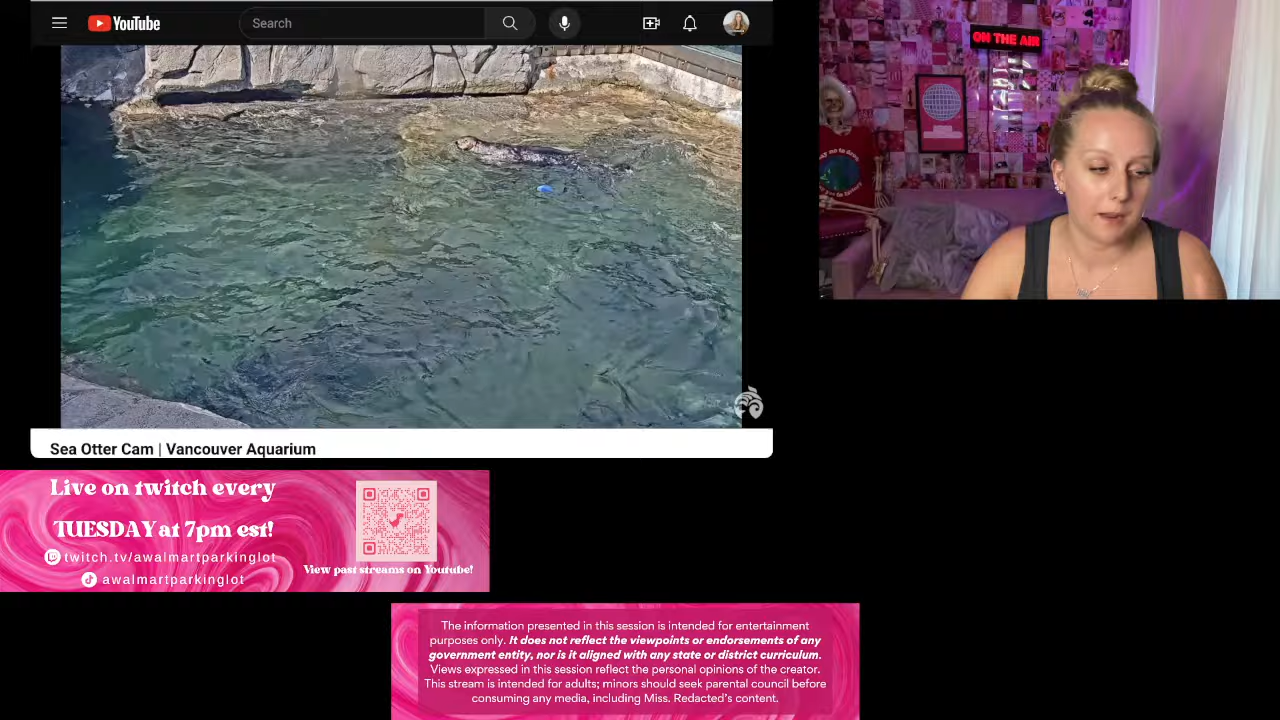 YouTube
Search
ON THE AIR
Sea Otter Cam | Vancouver Aquarium
Live on twitch every
TUESDAY at 7pm est!
twitch.tv/awalmartparkinglot
awalmartparkinglot
View past streams on Youtube!
The information presented in this session is intended for entertainment
purposes only. It does not reflect the viewpoints or endorsements of any
government entity, nor is it aligned with any state or district curriculum.
Views expressed in this session reflect the personal opinions of the creator.
This stream is intended for adults; minors should seek parental council before
consuming any media, including Miss. Redacted's content.